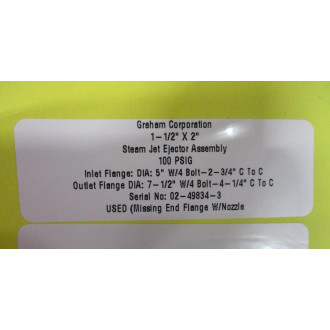 Graham Corporation
1-1/2" X 2"
Steam Jet Ejector Assembly
100 PSIG
Inlet Flange: DIA: 5" W/4 Bolt-2-3/4" C To C
Outlet Flange: DIA: 7-1/2" W/4 Bolt-4-1/4" C To C
Serial No: 02-49834-3
USED (Missing End Flange W/Nozzle